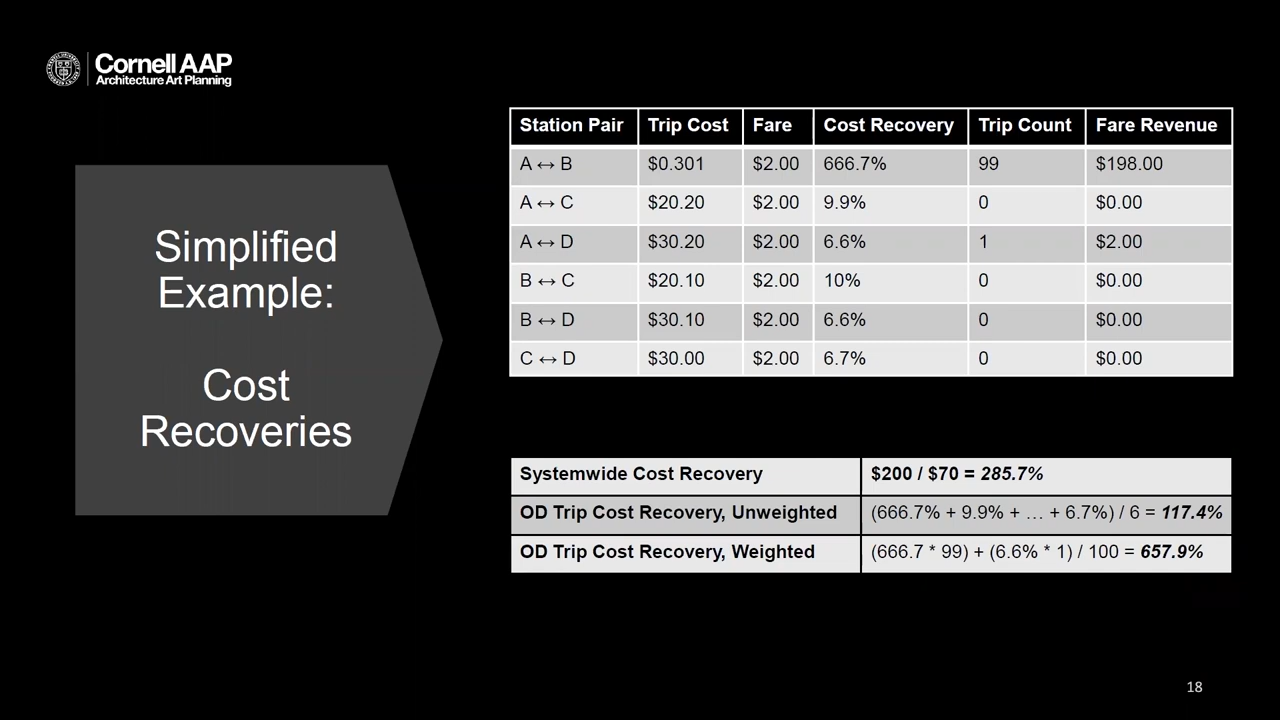 Cornell AAP
Architecture Art Planning
Simplified
Example:
Cost
Recoveries
Station Pair Trip Cost Fare Cost Recovery Trip Count Fare Revenue
A ↔ B $0.301 $2.00 666.7% 99 $198.00
A ↔ C $20.20 $2.00 9.9% 0 $0.00
A ↔ D $30.20 $2.00 6.6% 1 $2.00
B ↔ C $20.10 $2.00 10% 0 $0.00
B ↔ D $30.10 $2.00 6.6% 0 $0.00
C ↔ D $30.00 $2.00 6.7% 0 $0.00
Systemwide Cost Recovery $200 / $70 = 285.7%
OD Trip Cost Recovery, Unweighted (666.7% + 9.9% + … + 6.7%) / 6 = 117.4%
OD Trip Cost Recovery, Weighted (666.7 * 99) + (6.6% * 1) / 100 = 657.9%
18